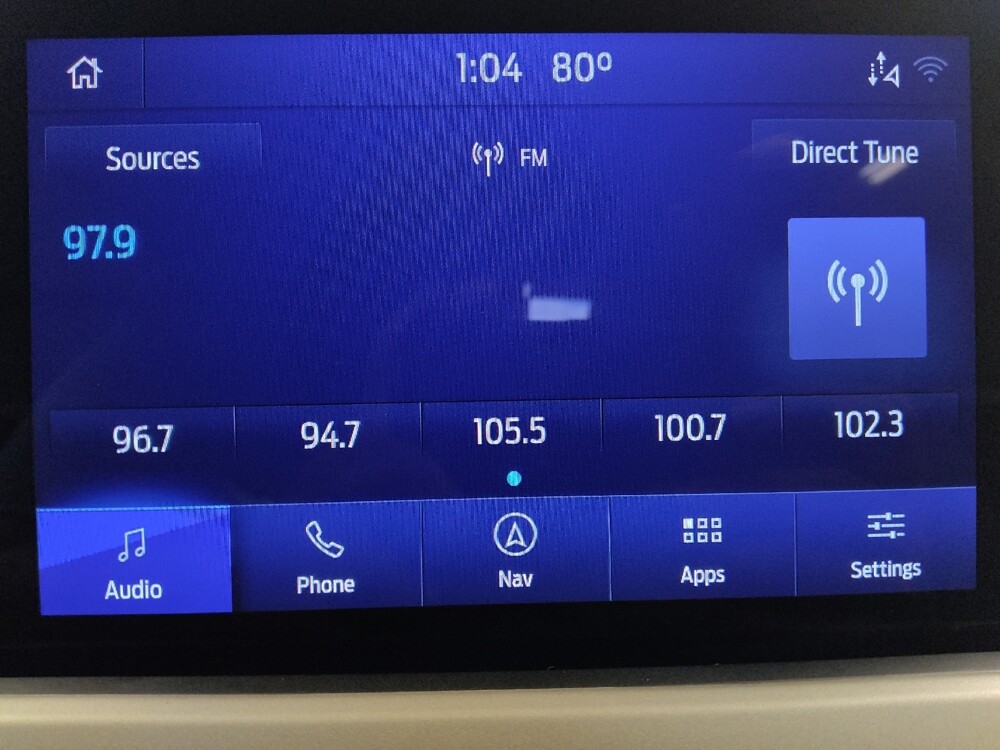 1:04 80°
Sources FM Direct Tune
97.9
96.7 94.7 105.5 100.7 102.3
Audio Phone Nav Apps Settings